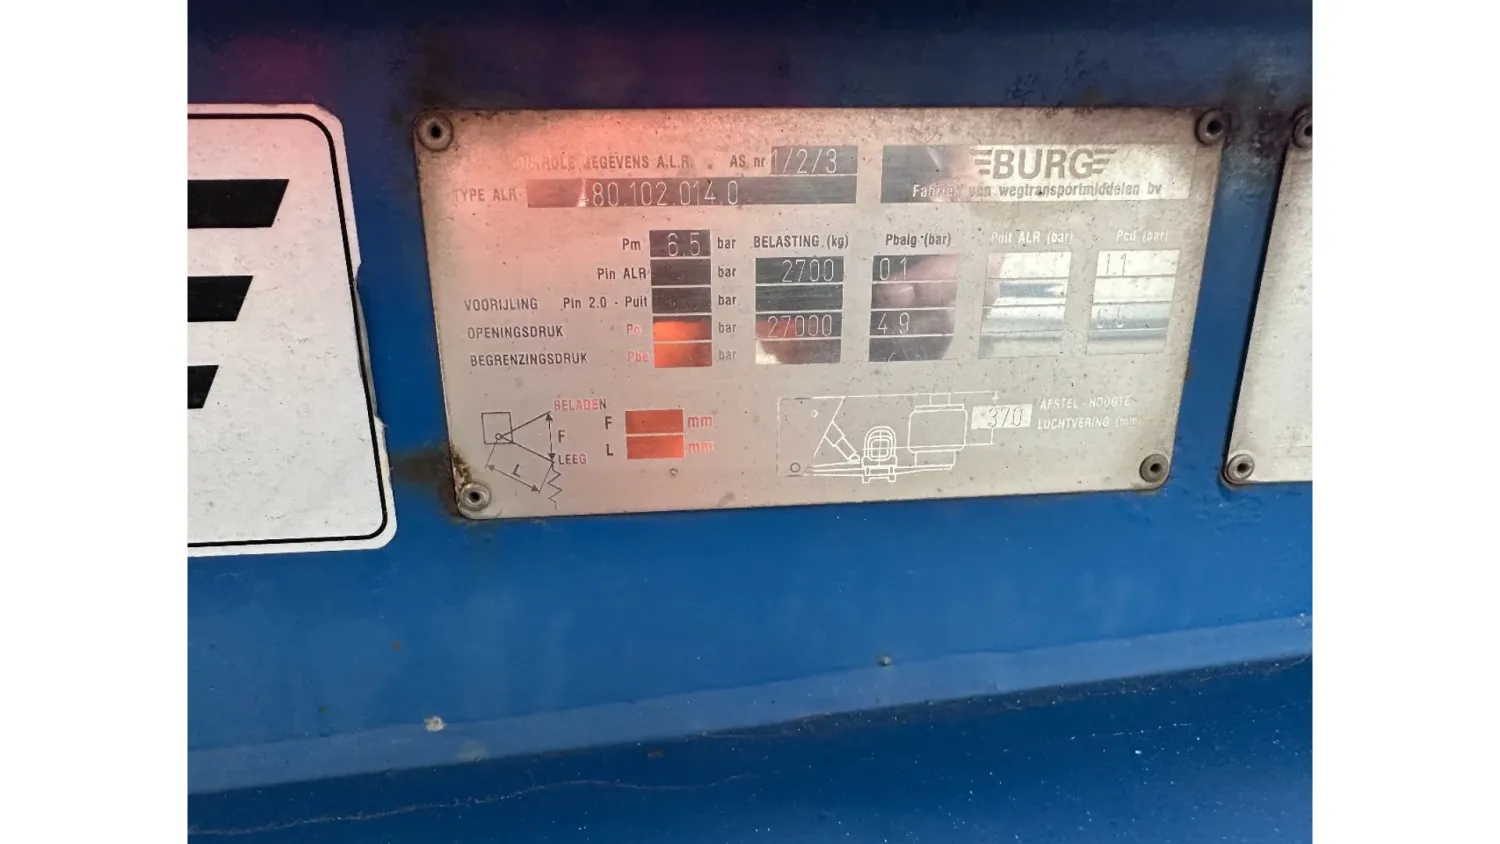 CONTROLE GEGEVENS A.L.R. AS nr 1/2/3
BURG
TYPE ALR 480.102.014.0
Fabriek van wegtransportmiddelen bv
Pm 6.5 bar BELASTING (kg) Pbalg (bar) Puit ALR (bar) Pcil (bar)
Pin ALR bar 2700 0.1 1.1
VOORIJLING Pin 2.0 - Puit bar
OPENINGSDRUK Po bar 27000 4.9 6.5
BEGRENZINGSDRUK Pbe bar
BELADEN F mm
F
L mm
LEEG
L
370 AFSTEL-HOOGTE
LUCHTVERING (mm)